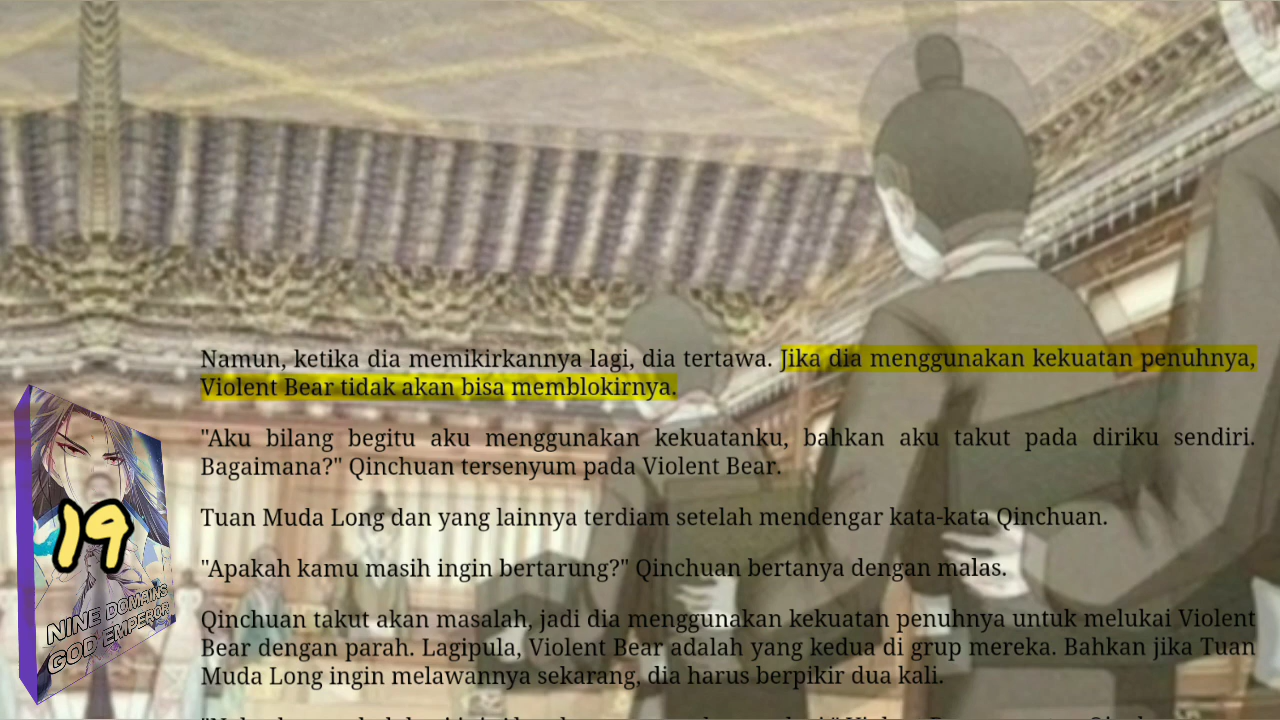 Namun, ketika dia memikirkannya lagi, dia tertawa. Jika dia menggunakan kekuatan penuhnya,
Violent Bear tidak akan bisa memblokirnya.
"Aku bilang begitu aku menggunakan kekuatanku, bahkan aku takut pada diriku sendiri.
Bagaimana?" Qinchuan tersenyum pada Violent Bear.
Tuan Muda Long dan yang lainnya terdiam setelah mendengar kata-kata Qinchuan.
"Apakah kamu masih ingin bertarung?" Qinchuan bertanya dengan malas.
Qinchuan takut akan masalah, jadi dia menggunakan kekuatan penuhnya untuk melukai Violent
Bear dengan parah. Lagipula, Violent Bear adalah yang kedua di grup mereka. Bahkan jika Tuan
Muda Long ingin melawannya sekarang, dia harus berpikir dua kali.
19
NINE DOMAINS
GOD EMPEROR